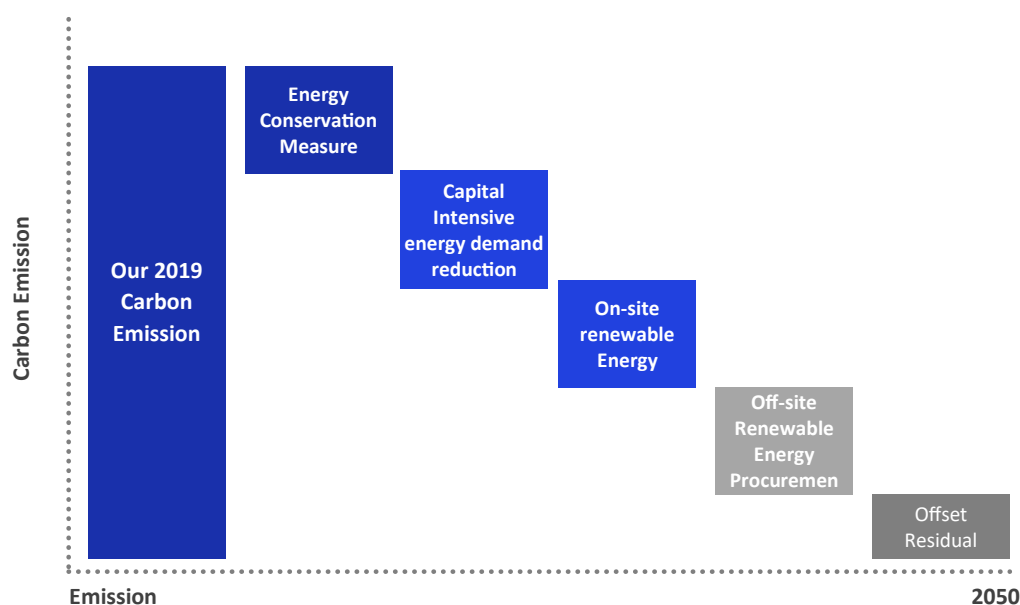 Energy
Conservation
Measure
Capital
Intensive
energy demand
reduction
Our 2019
Carbon
Emission
On-site
renewable
Energy
Carbon Emission
Off-site
Renewable
Energy
Procuremen
Offset
Residual
Emission
2050